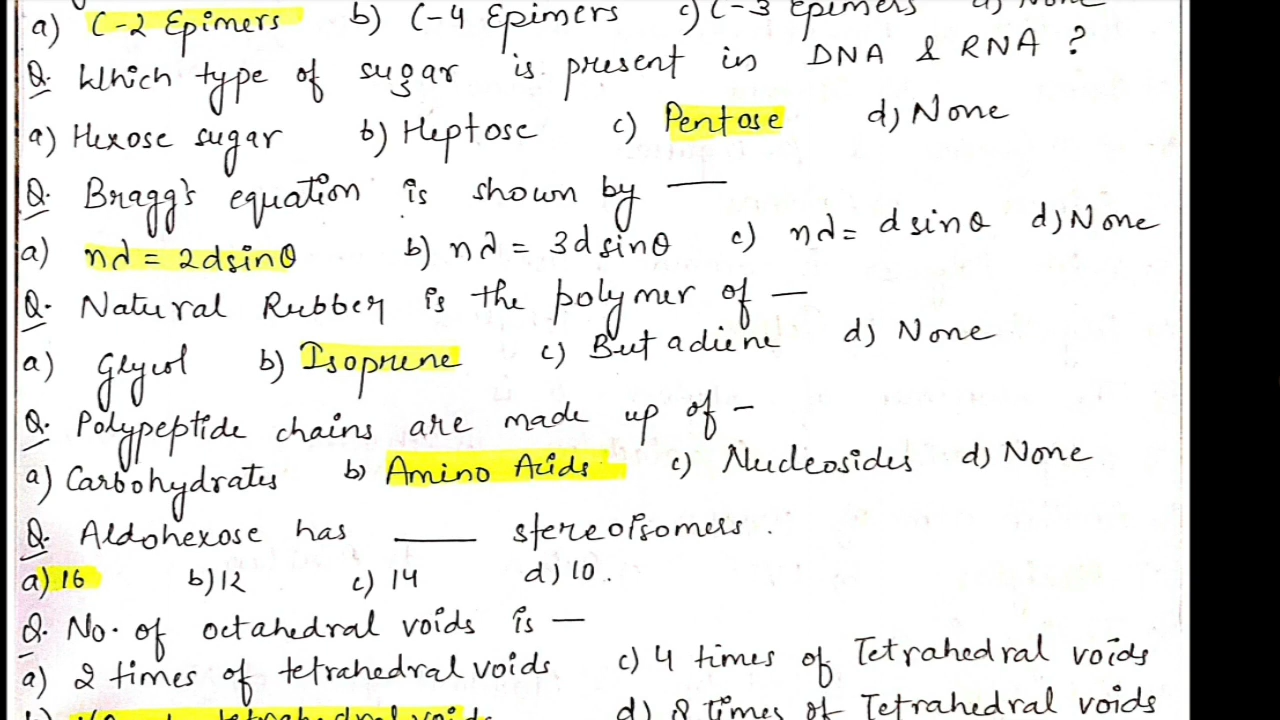 a) C-2 Epimers b) C-4 Epimers c) C-3 Epimers d) None
Q. Which type of sugar is present in DNA & RNA ?
a) Hexose sugar b) Heptose c) Pentose d) None
Q. Bragg's equation is shown by —
a) nλ = 2dsinθ b) nλ = 3dsinθ c) nλ = dsinθ d) None
Q. Natural Rubber is the polymer of —
a) Glycol b) Isoprene c) Butadiene d) None
Q. Polypeptide chains are made up of -
a) Carbohydrates b) Amino Acids c) Nucleosides d) None
Q. Aldohexose has ____ stereoisomers.
a) 16 b) 12 c) 14 d) 10.
Q. No. of octahedral voids is —
a) 2 times of tetrahedral voids c) 4 times of Tetrahedral voids
b) tetrahedral voids d) 8 times of Tetrahedral voids